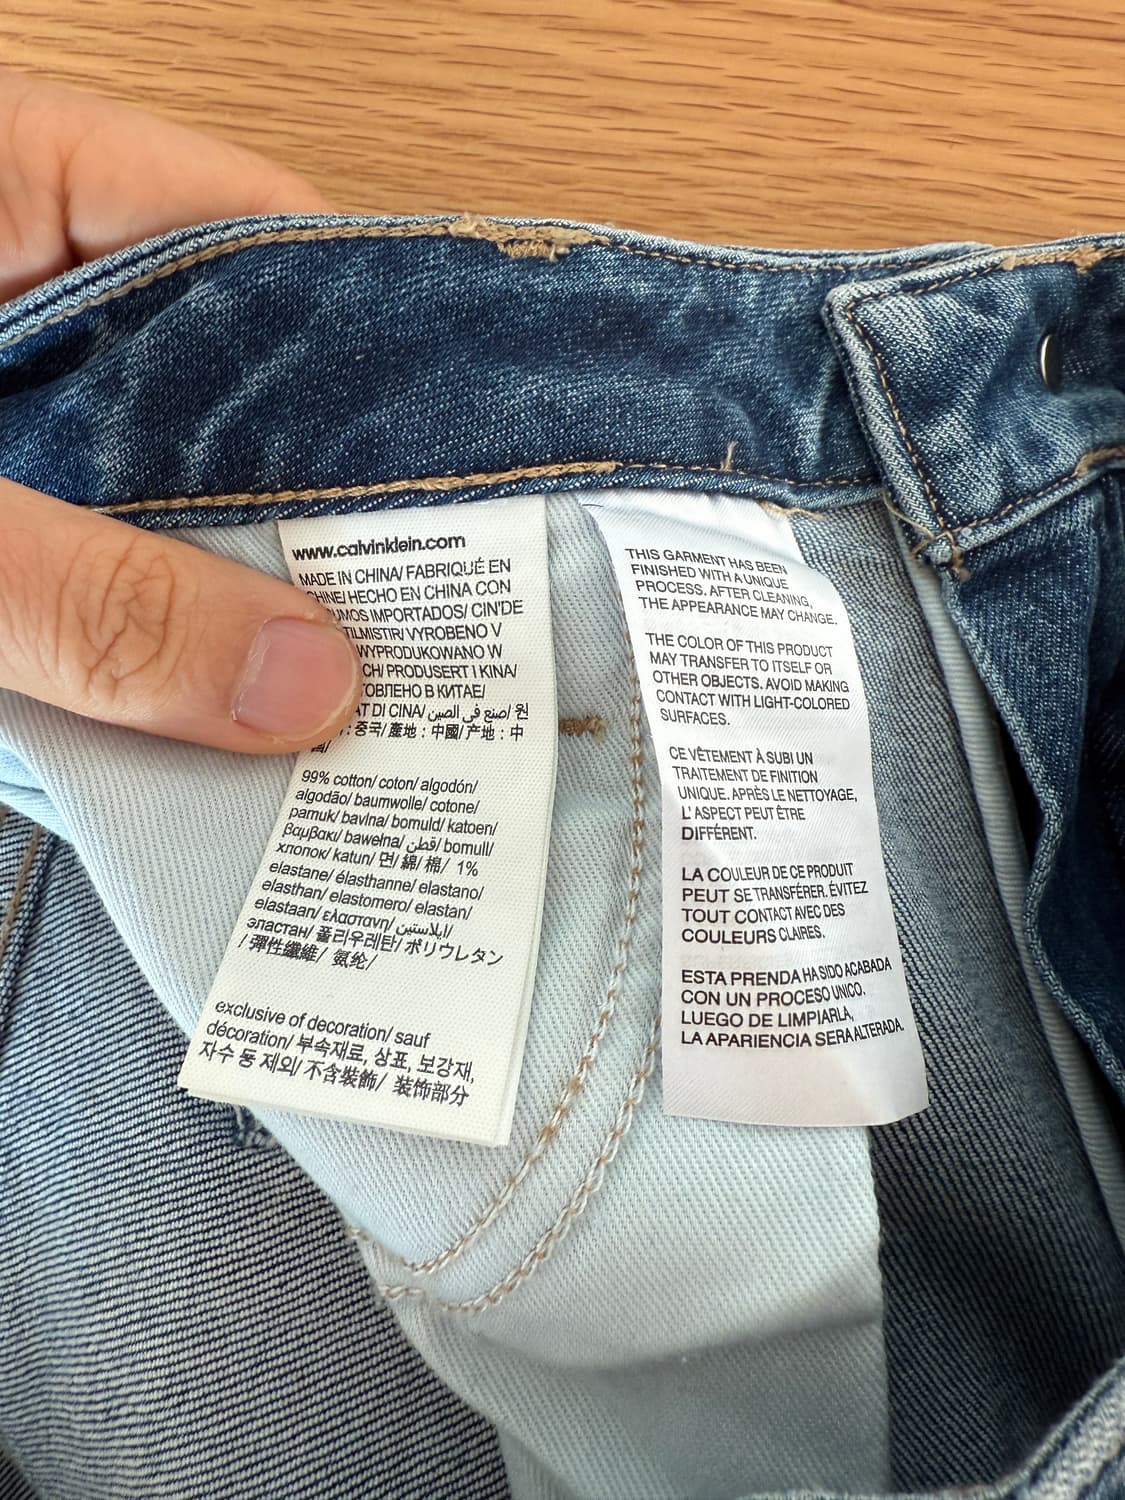 www.calvinklein.com
MADE IN CHINA/ FABRIQUÉ EN
CHINE/ HECHO EN CHINA CON
IMPORTADOS/ CIN'DE
VYROBENO V
WYPRODUKOWANO W
PRODUSERT I KINA/
В КИТАЕ/
DI CINA/ صنع في الصين/ 원
: 중국/ 產地 : 中國/ 产地 : 中
国/
99% cotton/ coton/ algodón/
algodão/ baumwolle/ cotone/
pamuk/ bavlna/ bomuld/ katoen/
βαμβακι/ bawełna/ قطن/ bomull/
хлопок/ katun/ 면/ 綿/ 棉/ 1%
elastane/ élasthanne/ elastano/
elasthan/ elastomero/ elastan/
elastaan/ ελαστανη/ ايلاستين/
эластан/ 폴리우레탄/ ポリウレタン
/ 彈性纖維/ 氨纶/
exclusive of decoration/ sauf
décoration/ 부속재료, 상표, 보강재,
자수 등 제외/ 不含裝飾/ 装饰部分
THIS GARMENT HAS BEEN
FINISHED WITH A UNIQUE
PROCESS. AFTER CLEANING,
THE APPEARANCE MAY CHANGE.
THE COLOR OF THIS PRODUCT
MAY TRANSFER TO ITSELF OR
OTHER OBJECTS. AVOID MAKING
CONTACT WITH LIGHT-COLORED
SURFACES.
CE VÊTEMENT À SUBI UN
TRAITEMENT DE FINITION
UNIQUE. APRÈS LE NETTOYAGE,
L' ASPECT PEUT ÊTRE
DIFFÉRENT.
LA COULEUR DE CE PRODUIT
PEUT SE TRANSFÉRER. ÉVITEZ
TOUT CONTACT AVEC DES
COULEURS CLAIRES.
ESTA PRENDA HA SIDO ACABADA
CON UN PROCESO UNICO.
LUEGO DE LIMPIARLA,
LA APARIENCIA SERA ALTERADA.